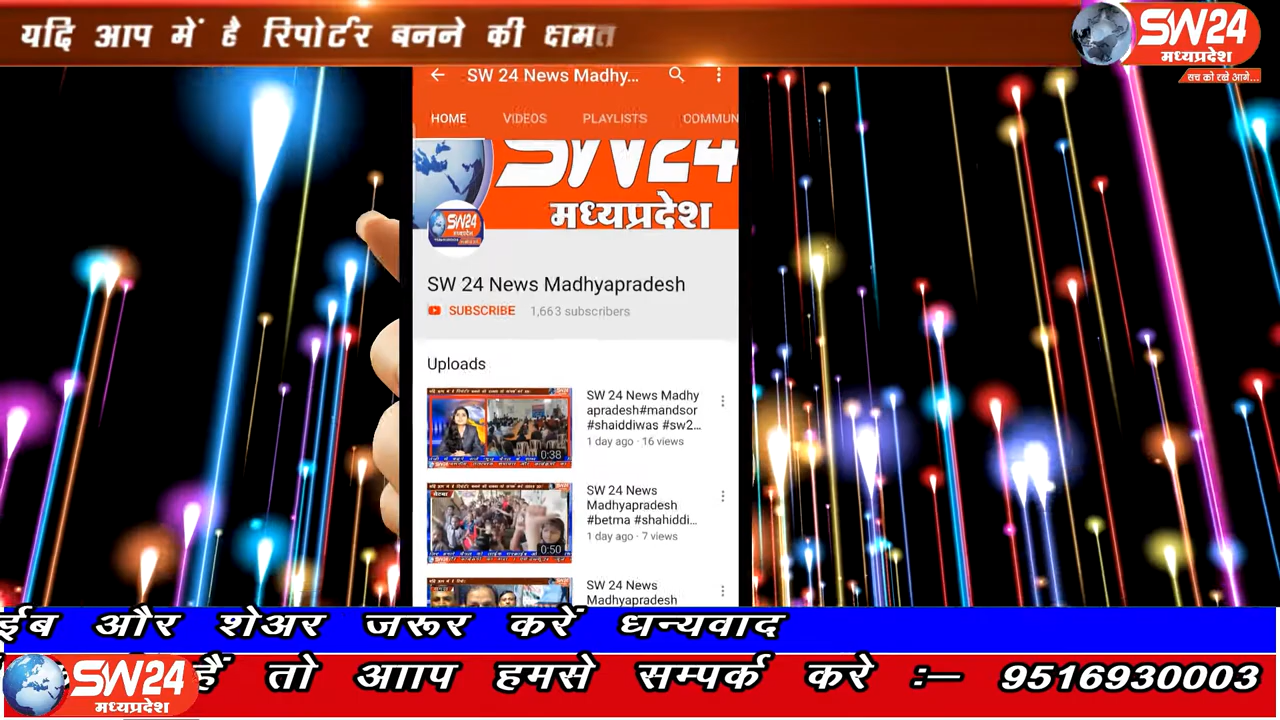 यदि आप में है रिपोर्टर बनने की क्षमत
SW24
मध्यप्रदेश
सच को रखे आगे...
SW 24 News Madhy...
HOME VIDEOS PLAYLISTS COMMUN
SW24
मध्यप्रदेश
SW24
SW 24 News Madhyapradesh
SUBSCRIBE 1,663 subscribers
Uploads
SW 24 News Madhy
apradesh#mandsor
#shaiddiwas #sw2...
1 day ago · 16 views
0:38
SW 24 News
Madhyapradesh
#betma #shahiddi...
1 day ago · 7 views
0:50
SW 24 News
Madhyapradesh
ईब और शेअर जरूर करें धन्यवाद
हैं तो आाप हमसे सम्पर्क करे :– 9516930003
SW24
मध्यप्रदेश